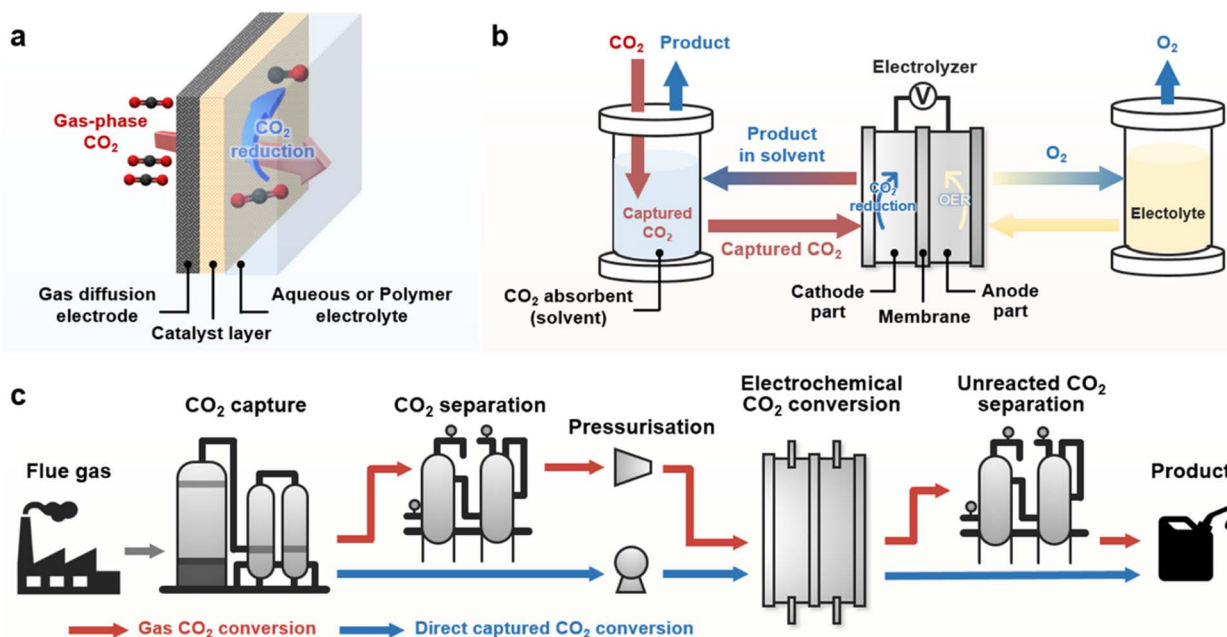 a
Gas-phase
CO2
CO2
reduction
Gas diffusion
electrode
Catalyst layer
Aqueous or Polymer
electrolyte
b
CO2
Product
Electrolyzer
V
O2
Product
in solvent
O2
CO2
reduction
OER
Captured
CO2
Captured CO2
Electolyte
CO2 absorbent
(solvent)
Cathode
part
Membrane
Anode
part
c
Flue gas
CO2 capture
CO2 separation
Pressurisation
Electrochemical
CO2 conversion
Unreacted CO2
separation
Product
Gas CO2 conversion
Direct captured CO2 conversion